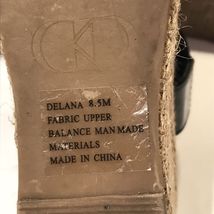 DELANA 8.5M
FABRIC UPPER
BALANCE MAN MADE
MATERIALS
MADE IN CHINA